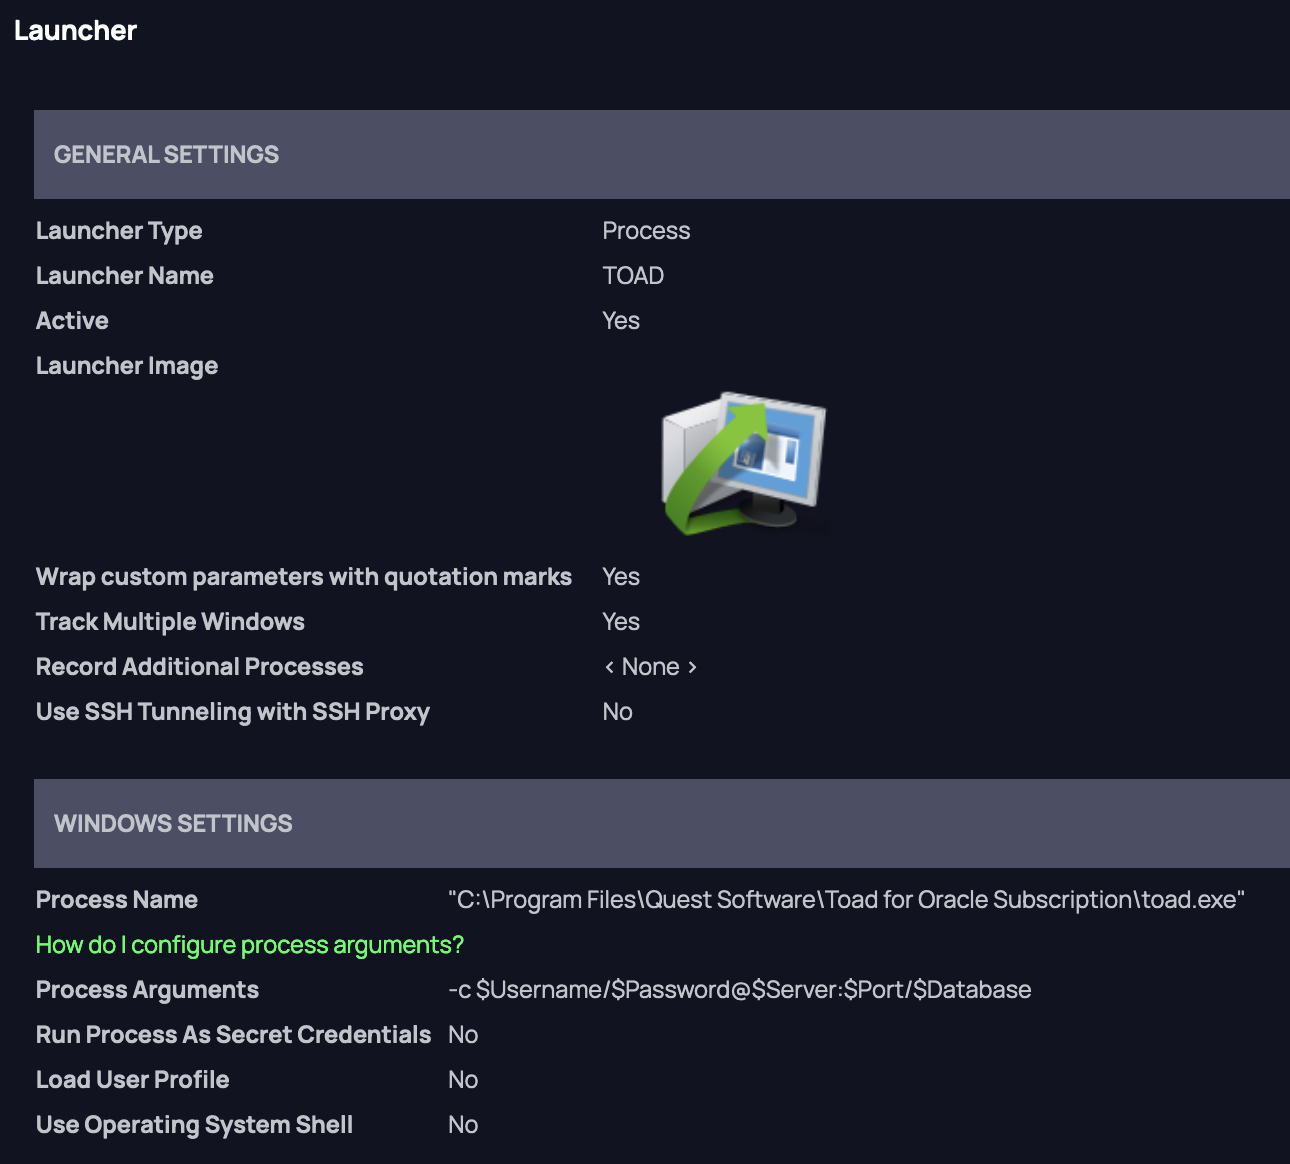 Launcher
GENERAL SETTINGS
Launcher Type Process
Launcher Name TOAD
Active Yes
Launcher Image
Wrap custom parameters with quotation marks Yes
Track Multiple Windows Yes
Record Additional Processes < None >
Use SSH Tunneling with SSH Proxy No
WINDOWS SETTINGS
Process Name "C:\Program Files\Quest Software\Toad for Oracle Subscription\toad.exe"
How do I configure process arguments?
Process Arguments -c $Username/$Password@$Server:$Port/$Database
Run Process As Secret Credentials No
Load User Profile No
Use Operating System Shell No